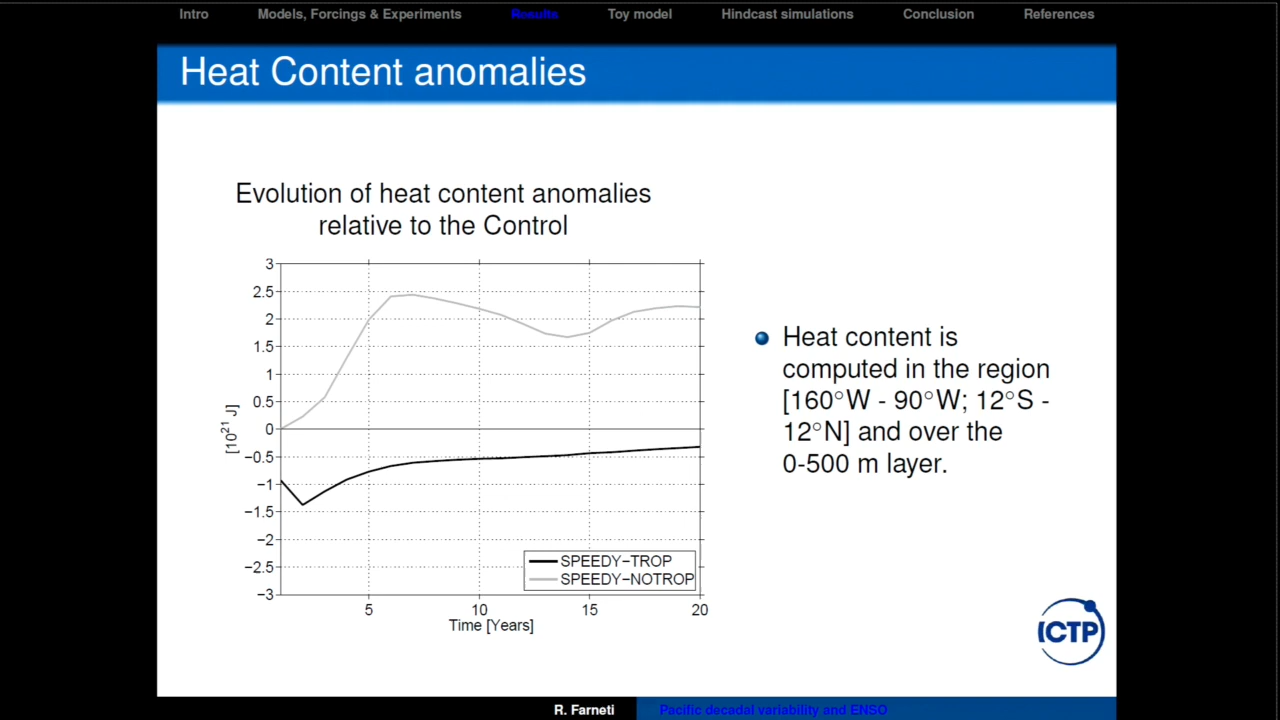 Intro Models, Forcings & Experiments Results Toy model Hindcast simulations Conclusion References
Heat Content anomalies
Evolution of heat content anomalies
relative to the Control
3
2.5
2
1.5
1
0.5
0
−0.5
−1
−1.5
−2
−2.5
−3
[10²¹ J]
5 10 15 20
Time [Years]
SPEEDY−TROP
SPEEDY−NOTROP
Heat content is
computed in the region
[160°W - 90°W; 12°S -
12°N] and over the
0-500 m layer.
ICTP
R. Farneti Pacific decadal variability and ENSO